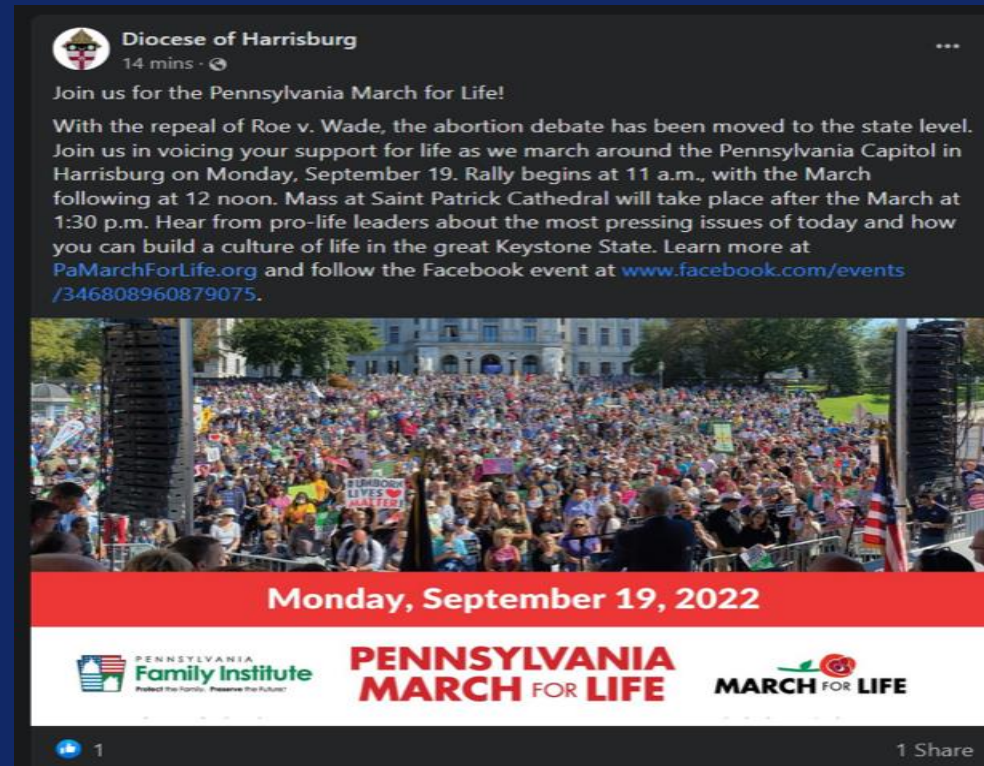 Diocese of Harrisburg
14 mins ·
Join us for the Pennsylvania March for Life!
With the repeal of Roe v. Wade, the abortion debate has been moved to the state level.
Join us in voicing your support for life as we march around the Pennsylvania Capitol in
Harrisburg on Monday, September 19. Rally begins at 11 a.m., with the March
following at 12 noon. Mass at Saint Patrick Cathedral will take place after the March at
1:30 p.m. Hear from pro-life leaders about the most pressing issues of today and how
you can build a culture of life in the great Keystone State. Learn more at
PaMarchForLife.org and follow the Facebook event at www.facebook.com/events
/346808960879075.
UNBORN
LIVES
MATTER!
Monday, September 19, 2022
PENNSYLVANIA
Family Institute
Protect the Family. Preserve the Future.
PENNSYLVANIA
MARCH FOR LIFE
MARCH FOR LIFE
1
1 Share